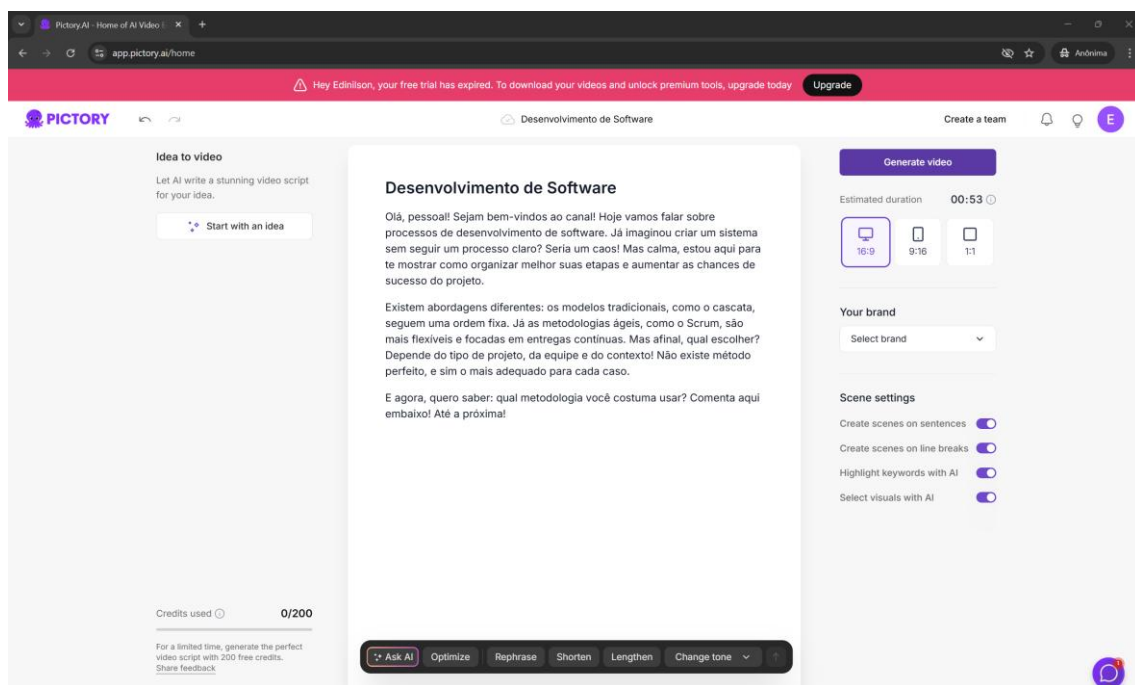 Pictory.AI - Home of AI Video
app.pictory.ai/home
Anônima
Hey Edinilson, your free trial has expired. To download your videos and unlock premium tools, upgrade today
Upgrade
PICTORY
Desenvolvimento de Software
Create a team
E
Idea to video
Let AI write a stunning video script
for your idea.
Start with an idea
Credits used
0/200
For a limited time, generate the perfect
video script with 200 free credits.
Share feedback
Desenvolvimento de Software
Olá, pessoal! Sejam bem-vindos ao canal! Hoje vamos falar sobre
processos de desenvolvimento de software. Já imaginou criar um sistema
sem seguir um processo claro? Seria um caos! Mas calma, estou aqui para
te mostrar como organizar melhor suas etapas e aumentar as chances de
sucesso do projeto.
Existem abordagens diferentes: os modelos tradicionais, como o cascata,
seguem uma ordem fixa. Já as metodologias ágeis, como o Scrum, são
mais flexíveis e focadas em entregas contínuas. Mas afinal, qual escolher?
Depende do tipo de projeto, da equipe e do contexto! Não existe método
perfeito, e sim o mais adequado para cada caso.
E agora, quero saber: qual metodologia você costuma usar? Comenta aqui
embaixo! Até a próxima!
Ask AI
Optimize
Rephrase
Shorten
Lengthen
Change tone
Generate video
Estimated duration
00:53
16:9
9:16
1:1
Your brand
Select brand
Scene settings
Create scenes on sentences
Create scenes on line breaks
Highlight keywords with AI
Select visuals with AI